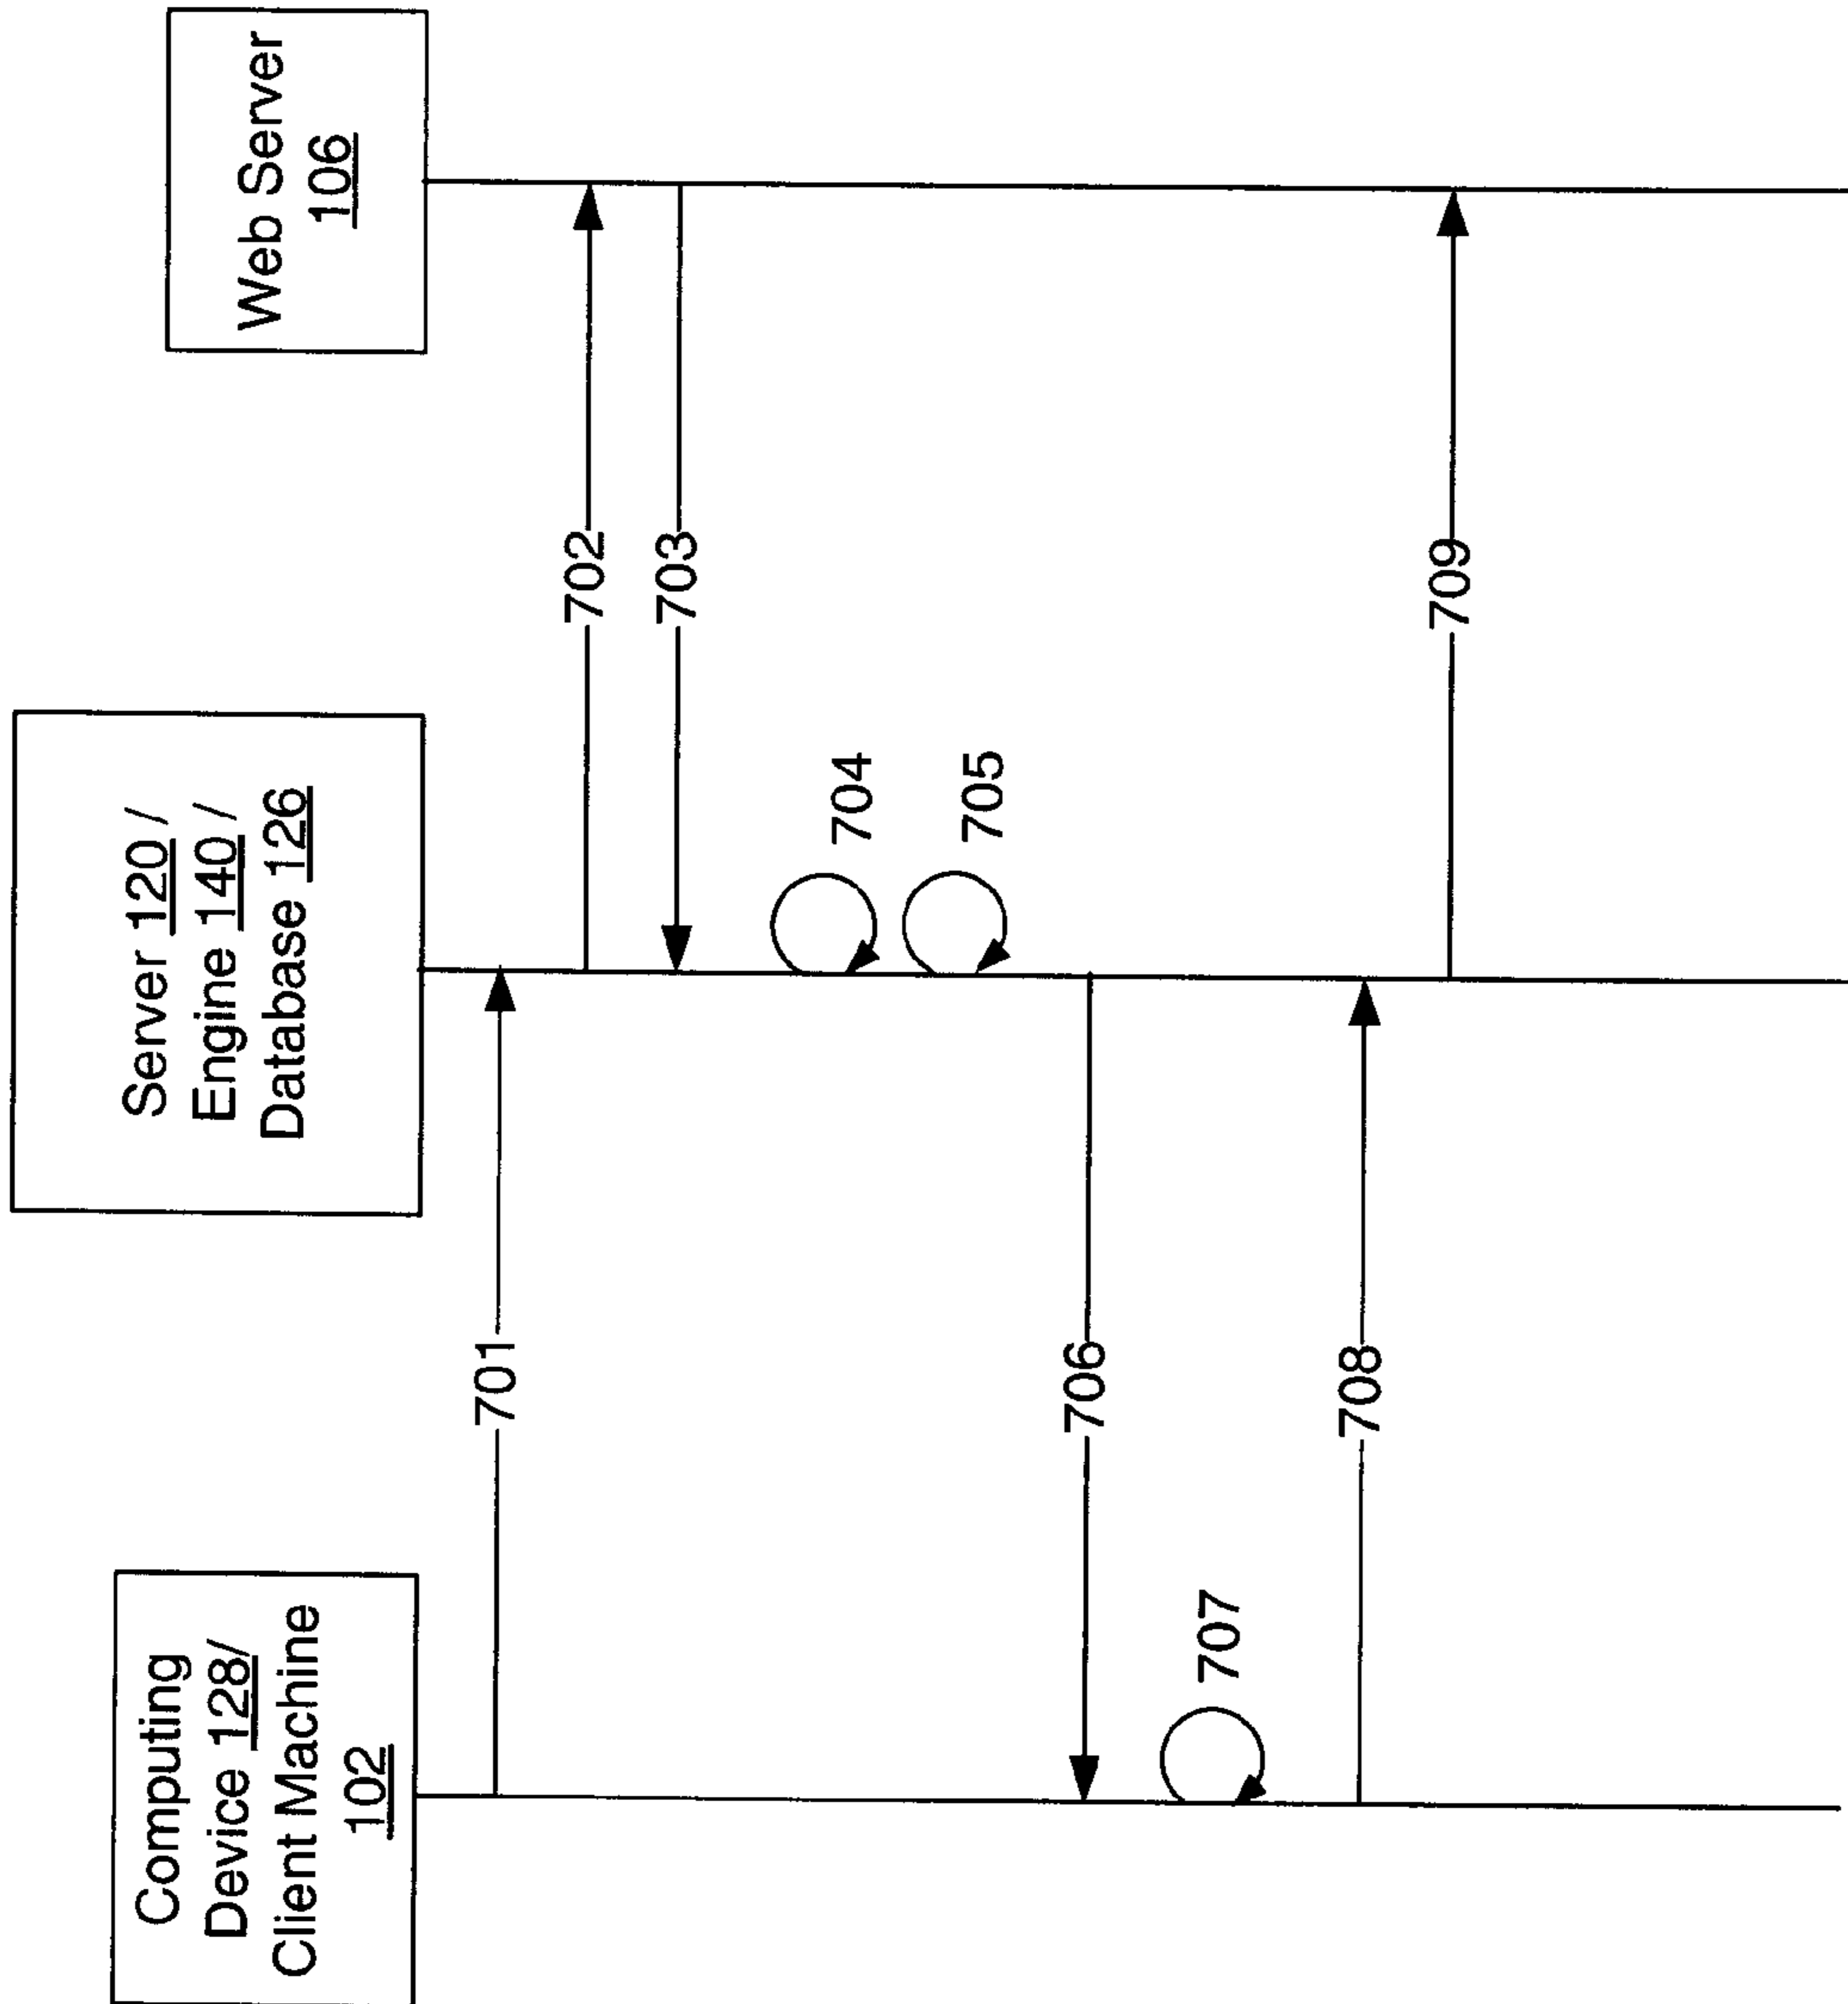 Computing
Device 128/
Client Machine
102
Server 120 /
Engine 140 /
Database 126
Web Server
106
701
702
703
704
705
706
707
708
709